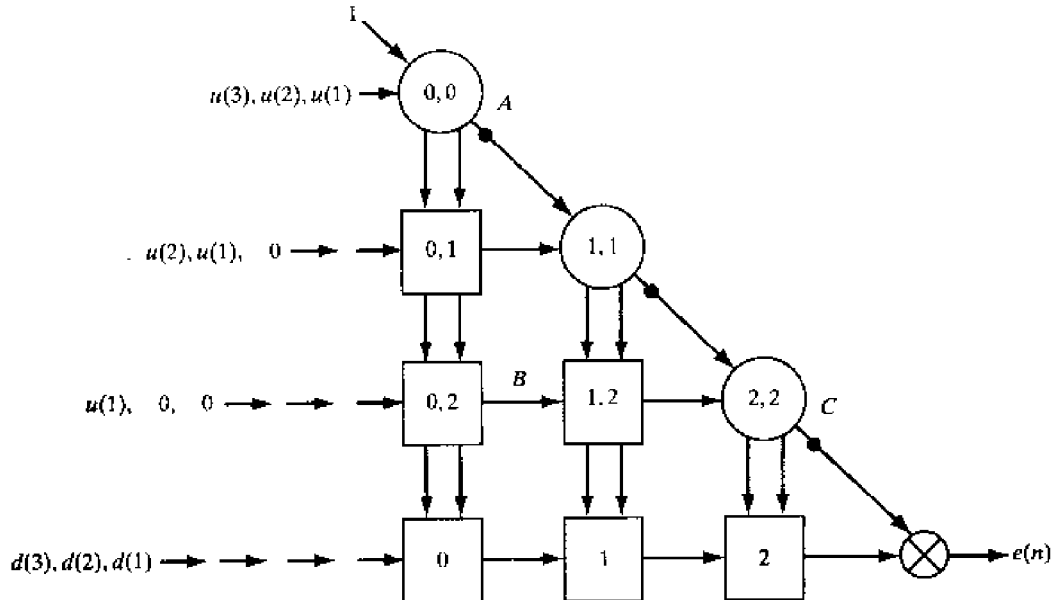 1
u(3), u(2), u(1)
0, 0
A
. u(2), u(1), 0
0, 1
1, 1
u(1), 0, 0
0, 2
B
1, 2
2, 2
C
d(3), d(2), d(1)
0
1
2
e(n)